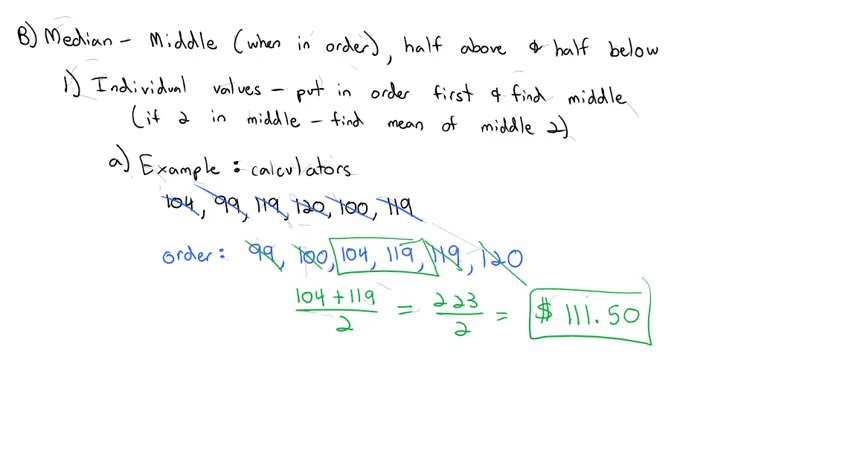 B) Median - Middle (when in order), half above & half below
1) Individual values - put in order first & find middle
(if 2 in middle - find mean of middle 2)
a) Example : calculators
104, 99, 119, 120, 100, 119
order: 99, 100, 104, 119, 119, 120
104 + 119 / 2 = 223 / 2 = $ 111.50